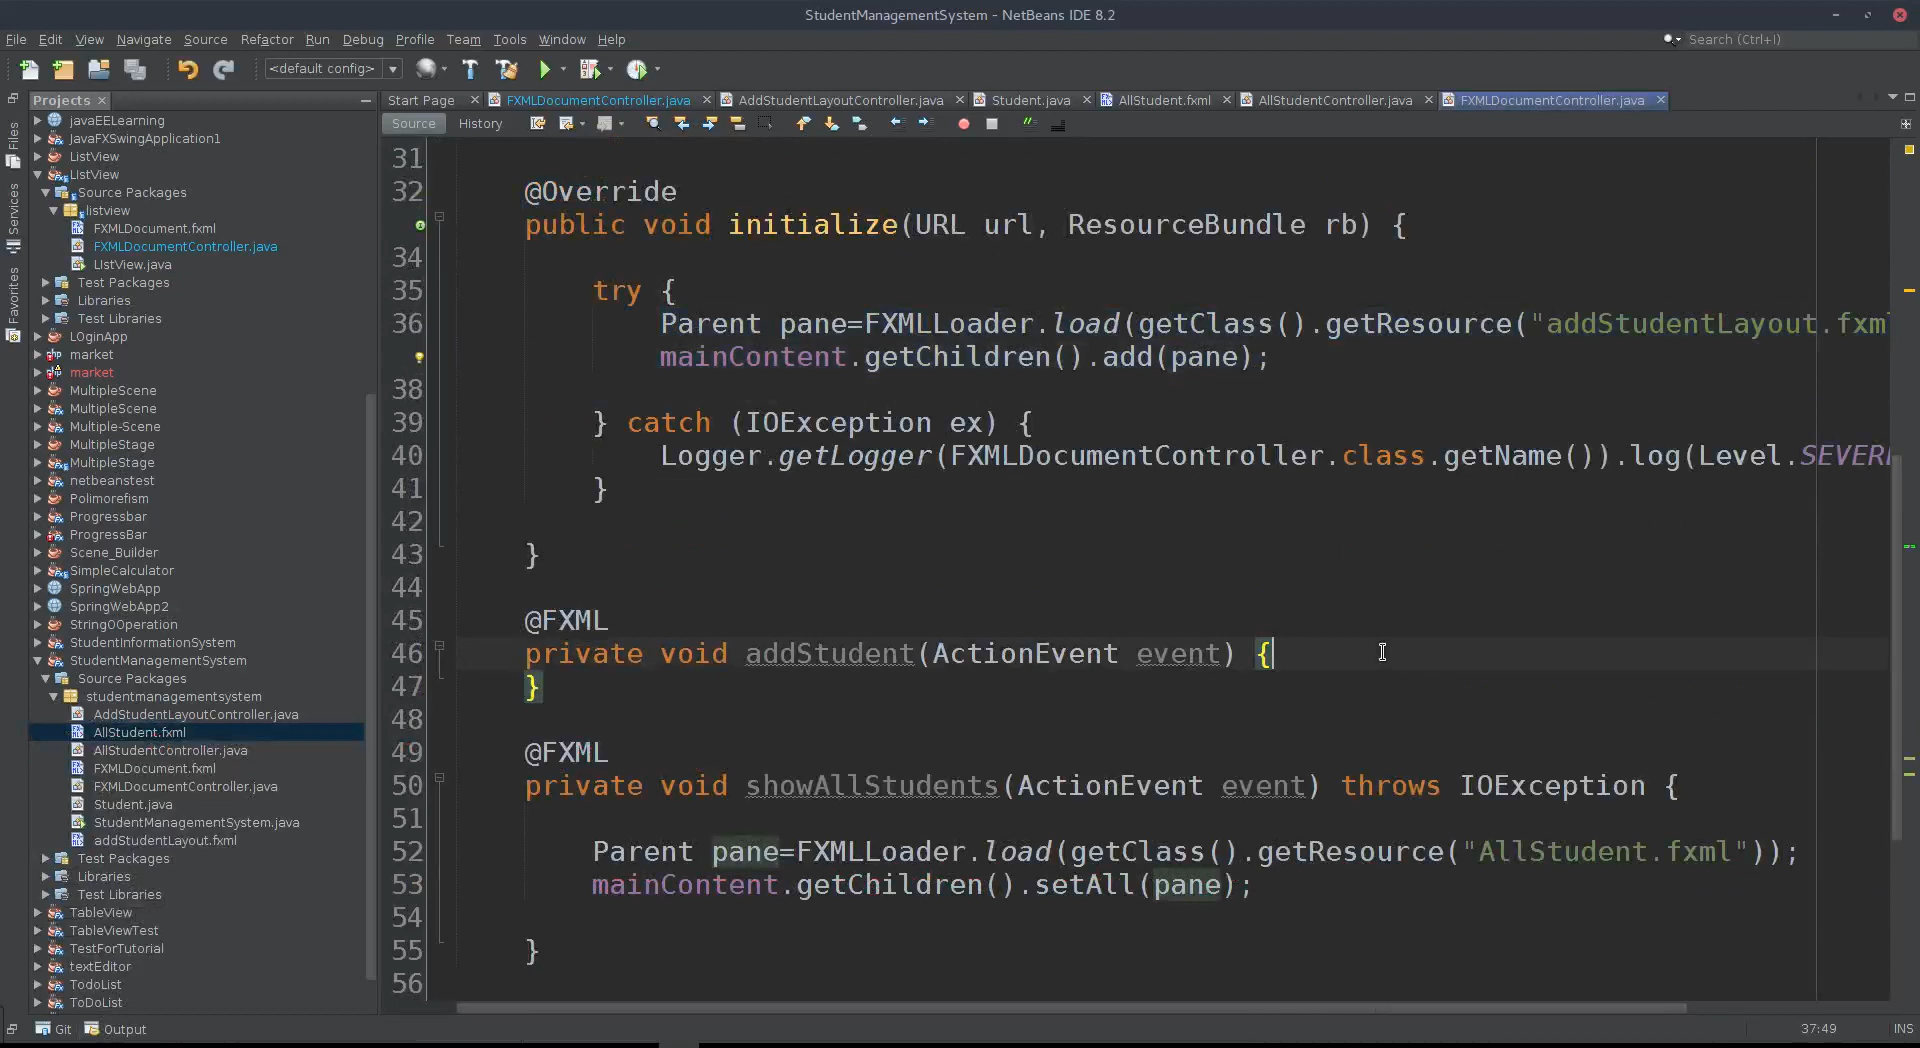 StudentManagementSystem - NetBeans IDE 8.2
File Edit View Navigate Source Refactor Run Debug Profile Team Tools Window Help
Search (Ctrl+I)
<default config>
Projects
Start Page FXMLDocumentController.java AddStudentLayoutController.java Student.java AllStudent.fxml AllStudentController.java FXMLDocumentController.java
Source History
Files
Services
Favorites
javaEELearning
JavaFXSwingApplication1
ListView
LIstView
Source Packages
listview
FXMLDocument.fxml
FXMLDocumentController.java
LIstView.java
Test Packages
Libraries
Test Libraries
LOginApp
market
market
MultipleScene
MultipleScene
Multiple-Scene
MultipleStage
MultipleStage
netbeanstest
Polimorefism
Progressbar
ProgressBar
Scene_Builder
SimpleCalculator
SpringWebApp
SpringWebApp2
StringOOperation
StudentInformationSystem
StudentManagementSystem
Source Packages
studentmanagementsystem
AddStudentLayoutController.java
AllStudent.fxml
AllStudentController.java
FXMLDocument.fxml
FXMLDocumentController.java
Student.java
StudentManagementSystem.java
addStudentLayout.fxml
Test Packages
Libraries
Test Libraries
TableView
TableViewTest
TestForTutorial
textEditor
TodoList
ToDoList
31
32 @Override
public void initialize(URL url, ResourceBundle rb) {
34
35 try {
36 Parent pane=FXMLLoader.load(getClass().getResource("addStudentLayout.fxml
mainContent.getChildren().add(pane);
38
39 } catch (IOException ex) {
40 Logger.getLogger(FXMLDocumentController.class.getName()).log(Level.SEVER
41 }
42
43 }
44
45 @FXML
46 private void addStudent(ActionEvent event) {
47 }
48
49 @FXML
50 private void showAllStudents(ActionEvent event) throws IOException {
51
52 Parent pane=FXMLLoader.load(getClass().getResource("AllStudent.fxml"));
53 mainContent.getChildren().setAll(pane);
54
55 }
56
Git Output
37:49 INS